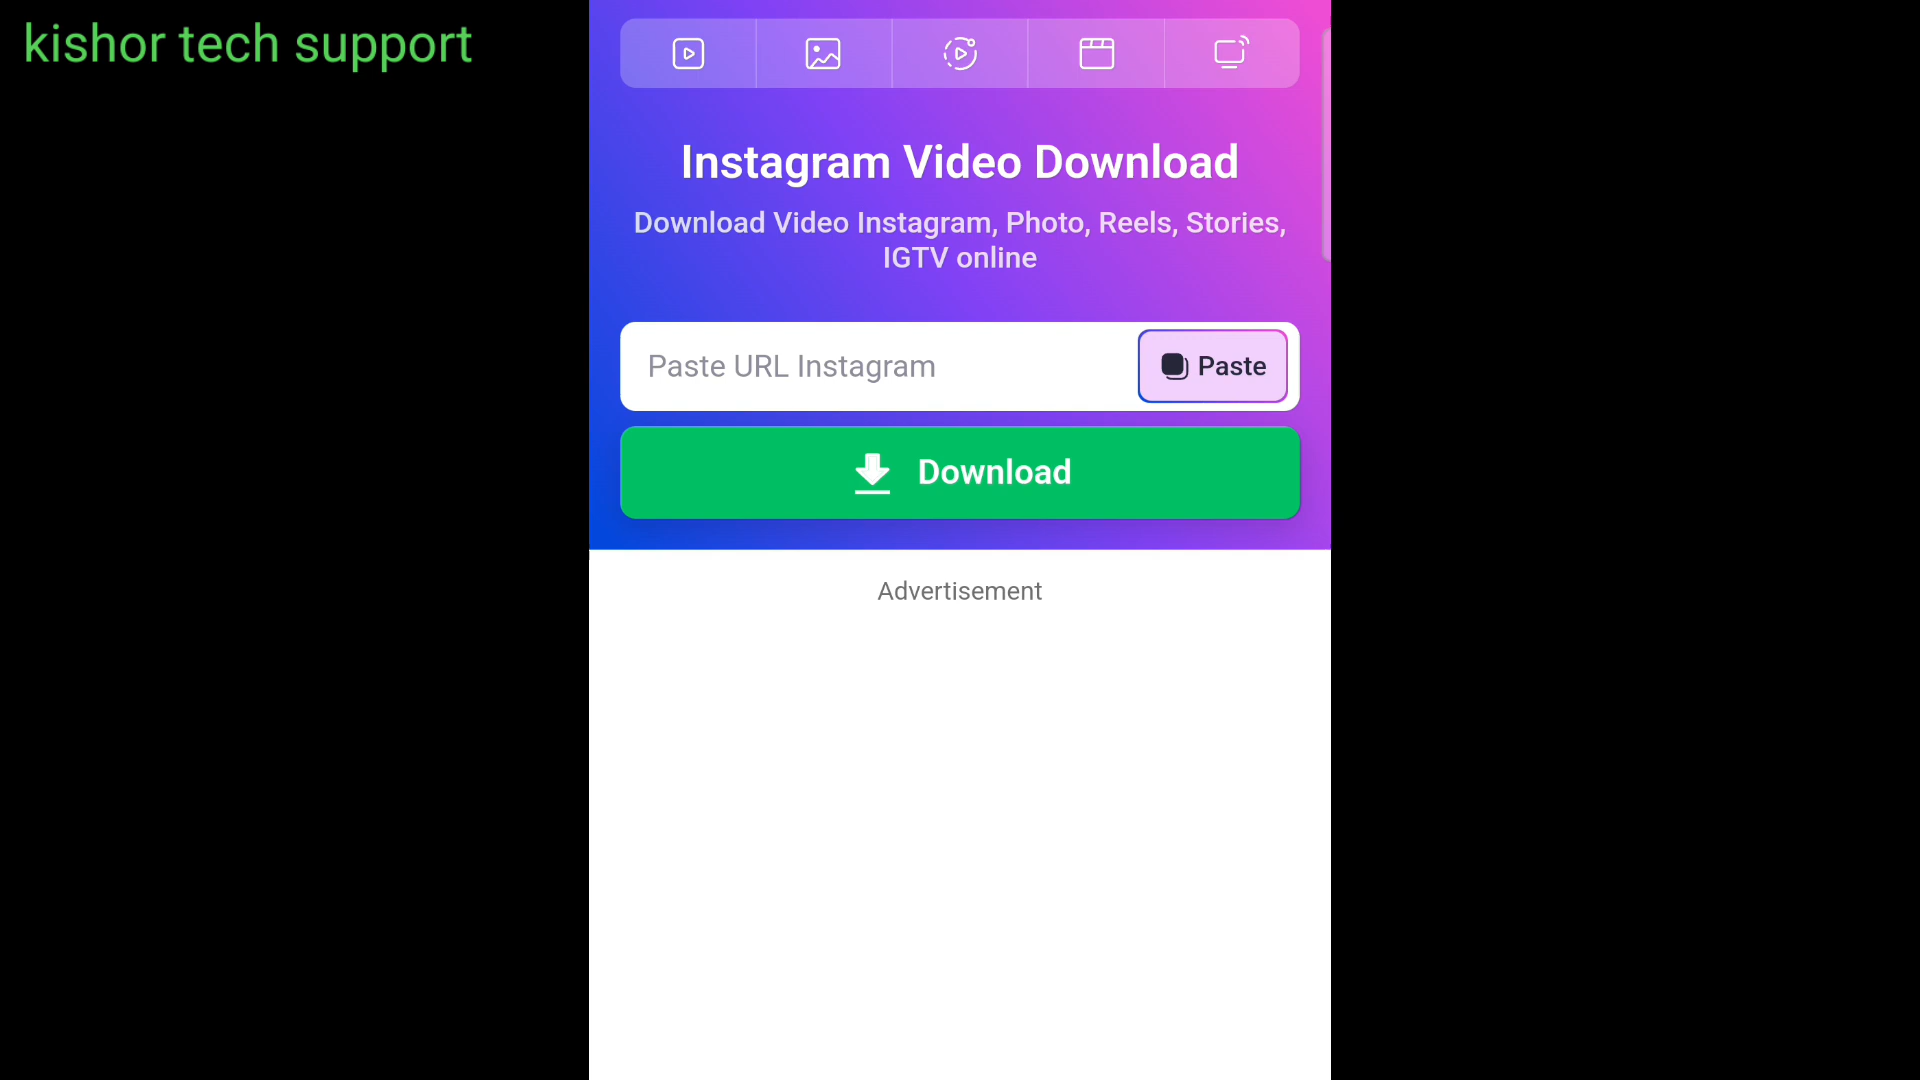 kishor tech support
Instagram Video Download
Download Video Instagram, Photo, Reels, Stories,
IGTV online
Paste URL Instagram
Paste
Download
Advertisement